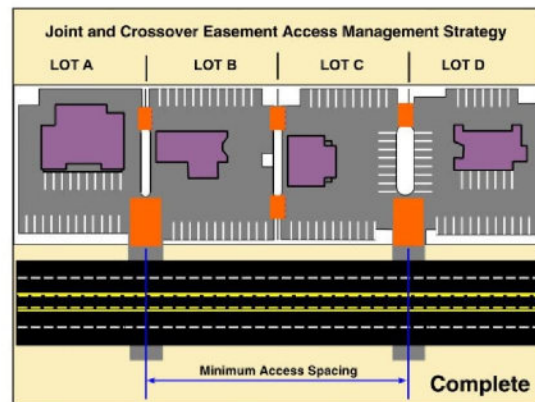 Joint and Crossover Easement Access Management Strategy
LOT A LOT B LOT C LOT D
Minimum Access Spacing
Complete